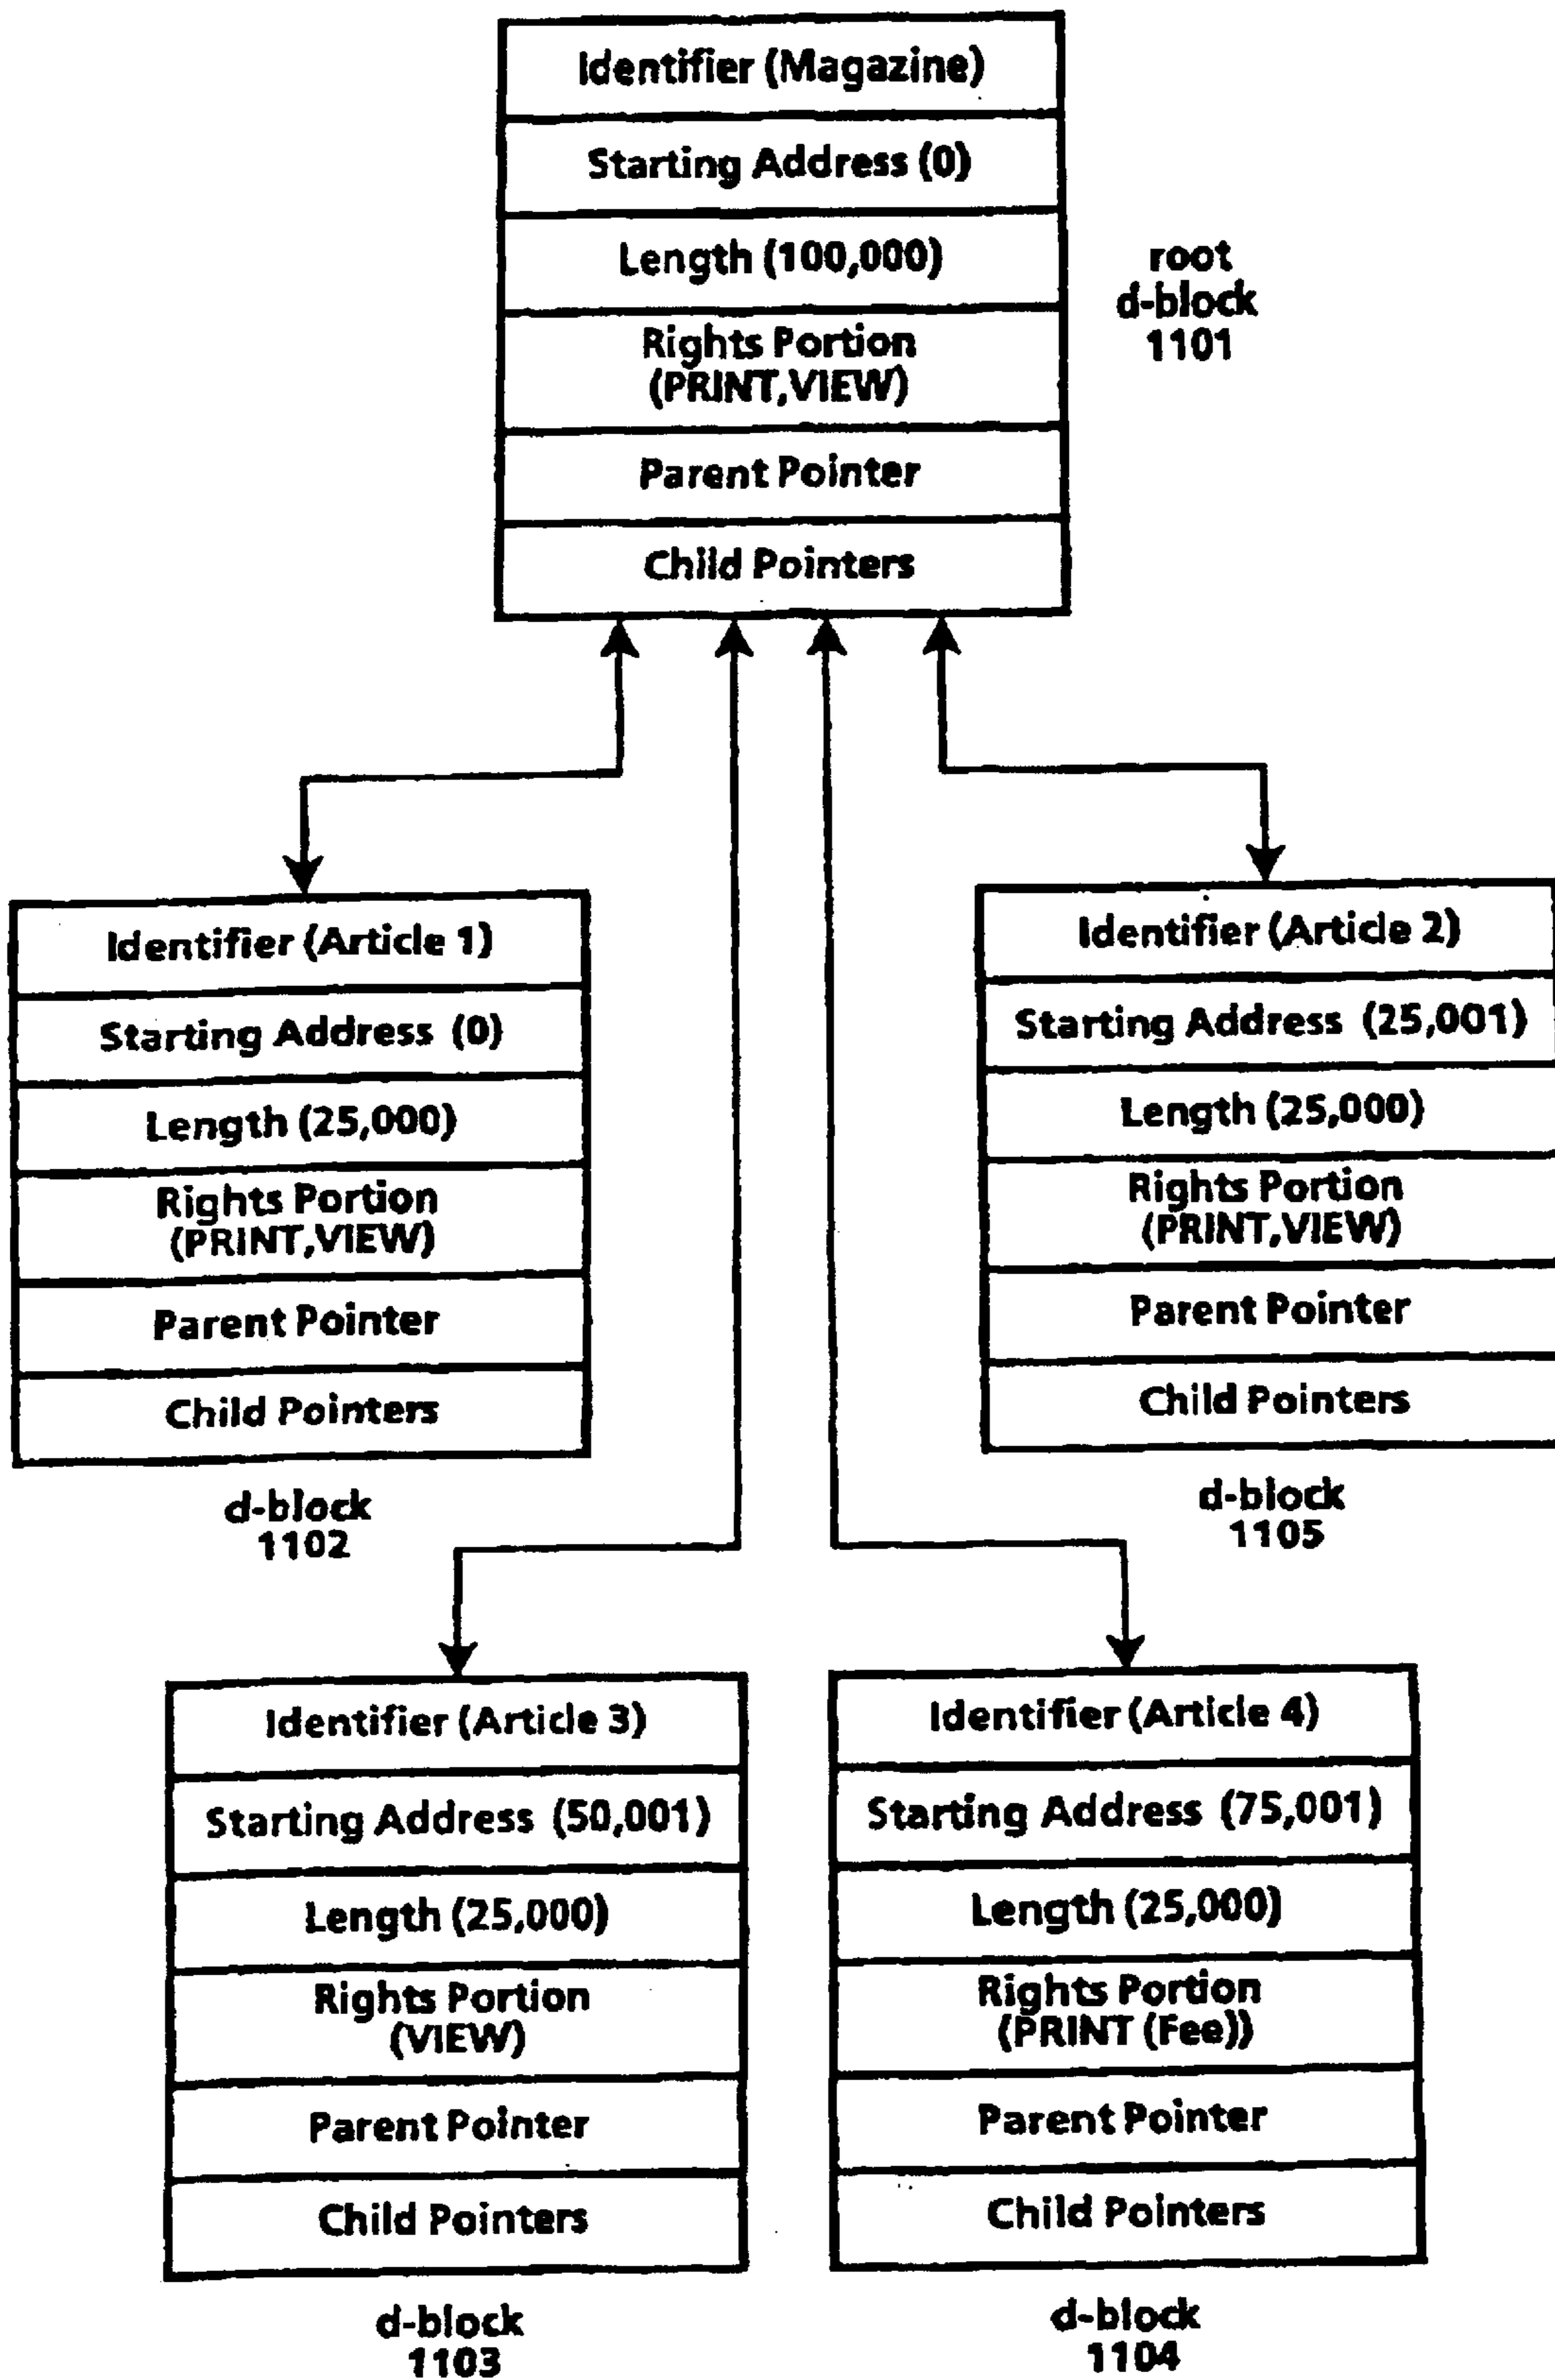 Identifier (Magazine)
Starting Address (0)
Length (100,000)
Rights Portion
(PRINT,VIEW)
Parent Pointer
Child Pointers
root
d-block
1101
Identifier (Article 1)
Starting Address (0)
Length (25,000)
Rights Portion
(PRINT,VIEW)
Parent Pointer
Child Pointers
d-block
1102
Identifier (Article 2)
Starting Address (25,001)
Length (25,000)
Rights Portion
(PRINT,VIEW)
Parent Pointer
Child Pointers
d-block
1105
Identifier (Article 3)
Starting Address (50,001)
Length (25,000)
Rights Portion
(VIEW)
Parent Pointer
Child Pointers
d-block
1103
Identifier (Article 4)
Starting Address (75,001)
Length (25,000)
Rights Portion
(PRINT (Fee))
Parent Pointer
Child Pointers
d-block
1104